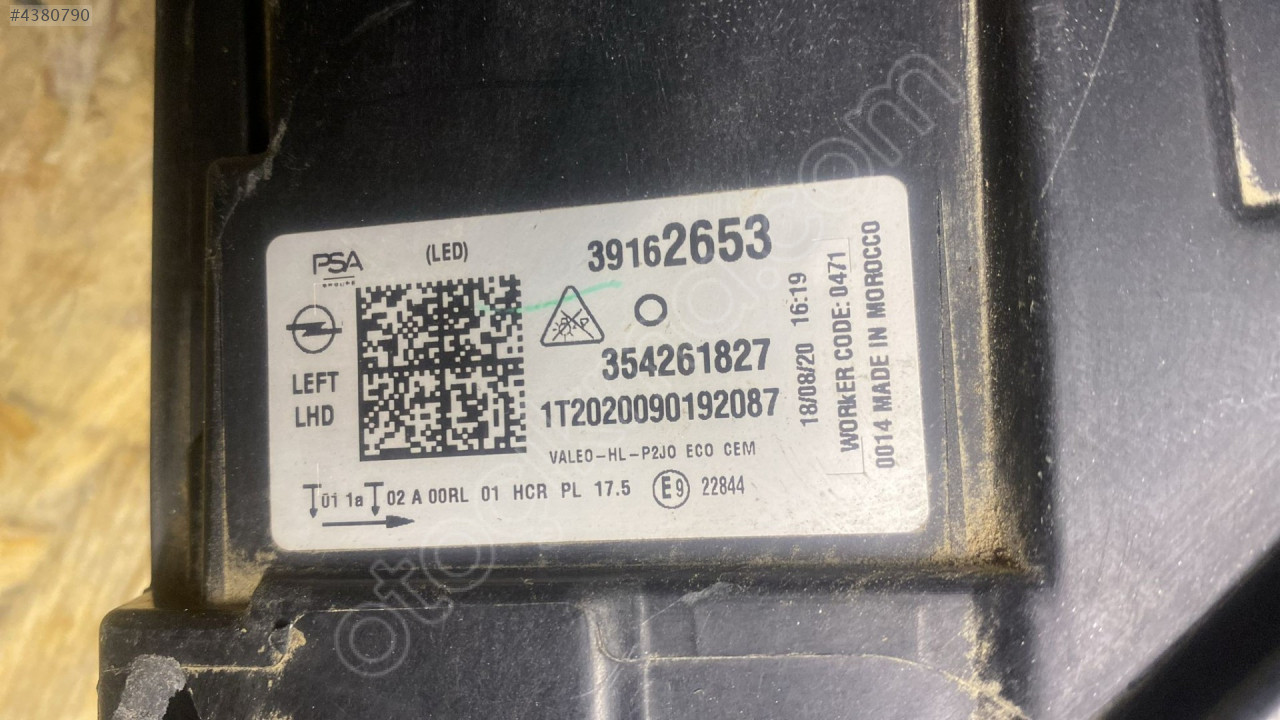 #4380790
PSA
GROUPE
(LED)
39162653
LEFT
LHD
354261827
1T2020090192087
VALEO-HL-P2JO ECO CEM
01 1a 02 A 00RL 01 HCR PL 17.5 E9 22844
18/08/20 16:19
WORKER CODE: 0471
0014 MADE IN MOROCCO